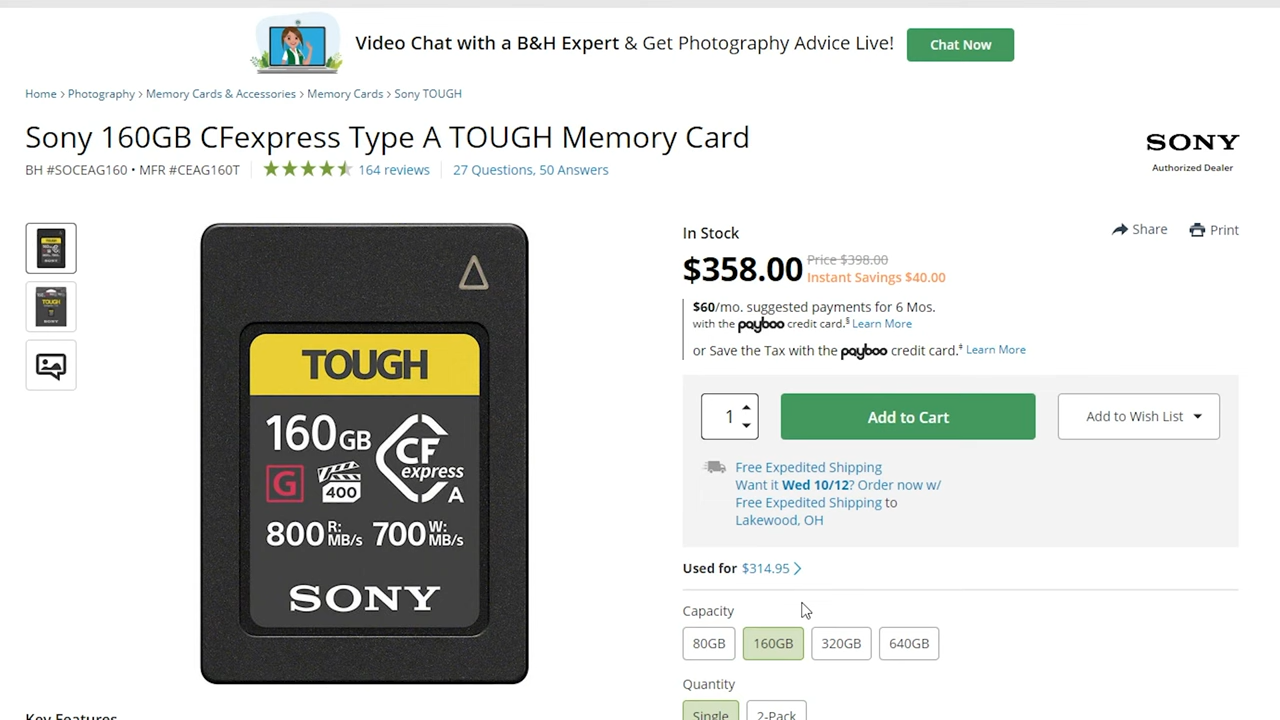 Video Chat with a B&H Expert & Get Photography Advice Live!
Chat Now
Home > Photography > Memory Cards & Accessories > Memory Cards > Sony TOUGH
Sony 160GB CFexpress Type A TOUGH Memory Card
BH #SOCEAG160 • MFR #CEAG160T
164 reviews
27 Questions, 50 Answers
SONY
Authorized Dealer
TOUGH
160GB
CF
express
A
G
400
800 R: MB/s 700 W: MB/s
SONY
In Stock
Share
Print
$358.00
Price $398.00
Instant Savings $40.00
$60/mo. suggested payments for 6 Mos.
with the payboo credit card.§ Learn More
or Save the Tax with the payboo credit card.‡ Learn More
1
Add to Cart
Add to Wish List
Free Expedited Shipping
Want it Wed 10/12? Order now w/
Free Expedited Shipping to
Lakewood, OH
Used for $314.95 >
Capacity
80GB
160GB
320GB
640GB
Quantity
Single
2-Pack
Key Features